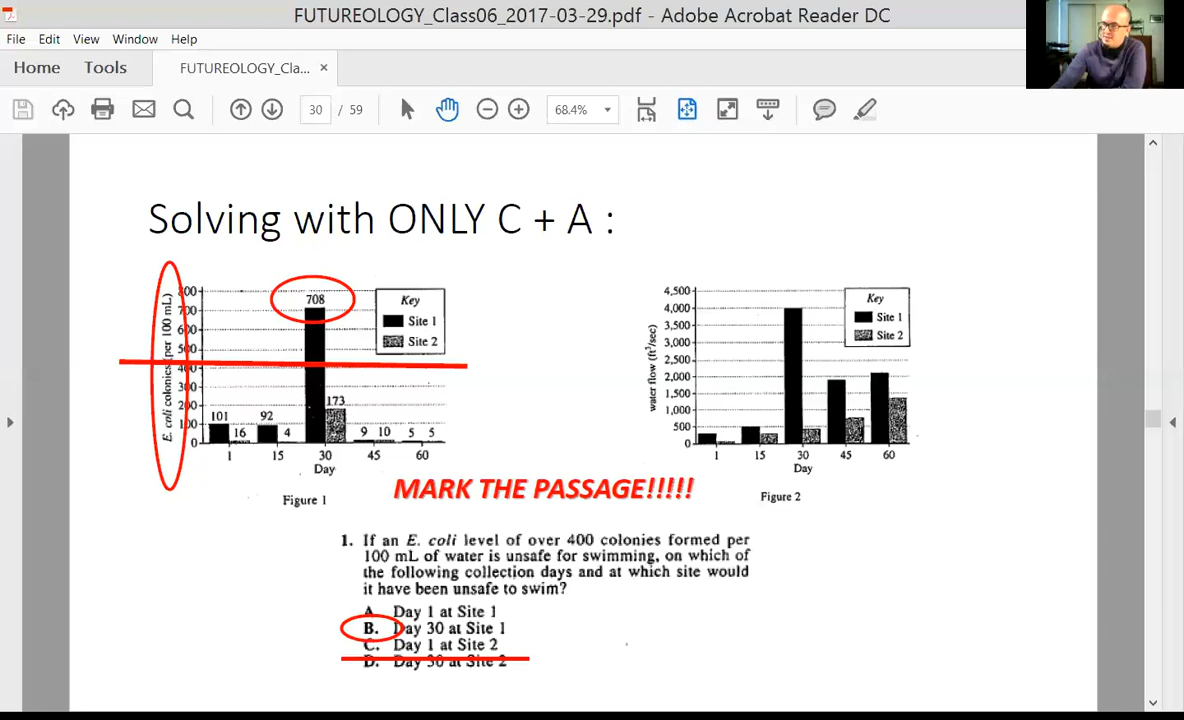 FUTUREOLOGY_Class06_2017-03-29.pdf - Adobe Acrobat Reader DC
File Edit View Window Help
Home Tools FUTUREOLOGY_Cla... ×
30 / 59 68.4%
Solving with ONLY C + A :
E. coli colonies (per 100 mL)
800
700
600
500
400
300
200
100
0
708
101 16 92 4 173 9 10 5 5
1 15 30 45 60
Day
Key
Site 1
Site 2
Figure 1
water flow (ft³/sec)
4,500
4,000
3,500
3,000
2,500
2,000
1,500
1,000
500
0
1 15 30 45 60
Day
Key
Site 1
Site 2
Figure 2
MARK THE PASSAGE!!!!!
1. If an E. coli level of over 400 colonies formed per
100 mL of water is unsafe for swimming, on which of
the following collection days and at which site would
it have been unsafe to swim?
A. Day 1 at Site 1
B. Day 30 at Site 1
C. Day 1 at Site 2
D. Day 30 at Site 2